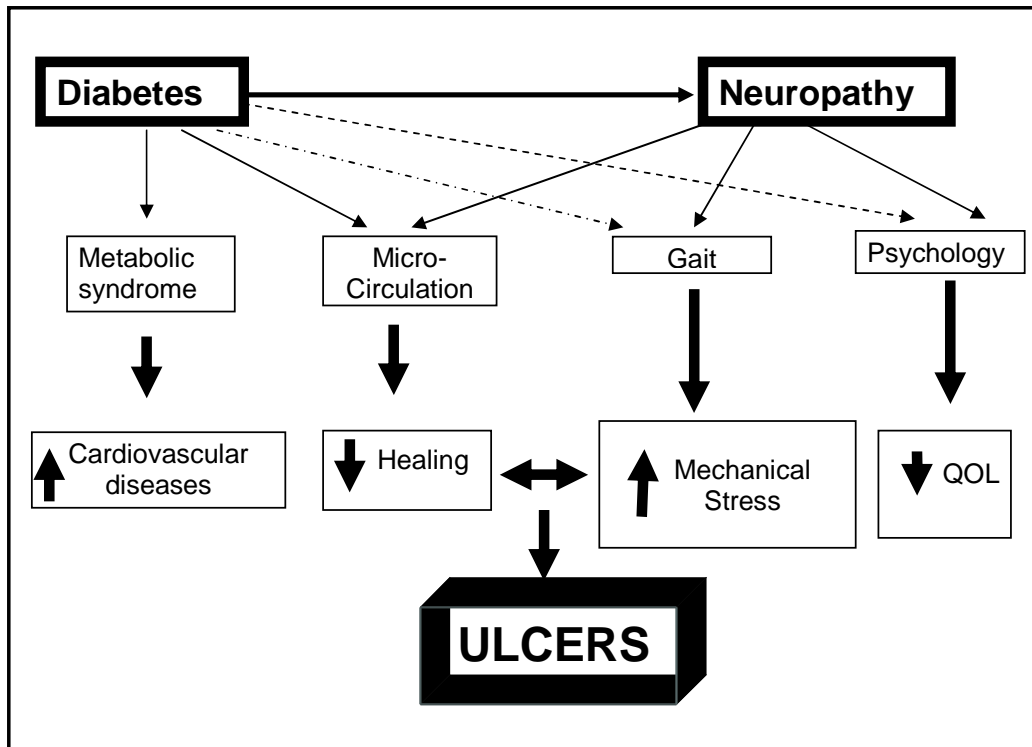 Diabetes
Neuropathy
Metabolic
syndrome
Micro-
Circulation
Gait
Psychology
Cardiovascular
diseases
Healing
Mechanical
Stress
QOL
ULCERS